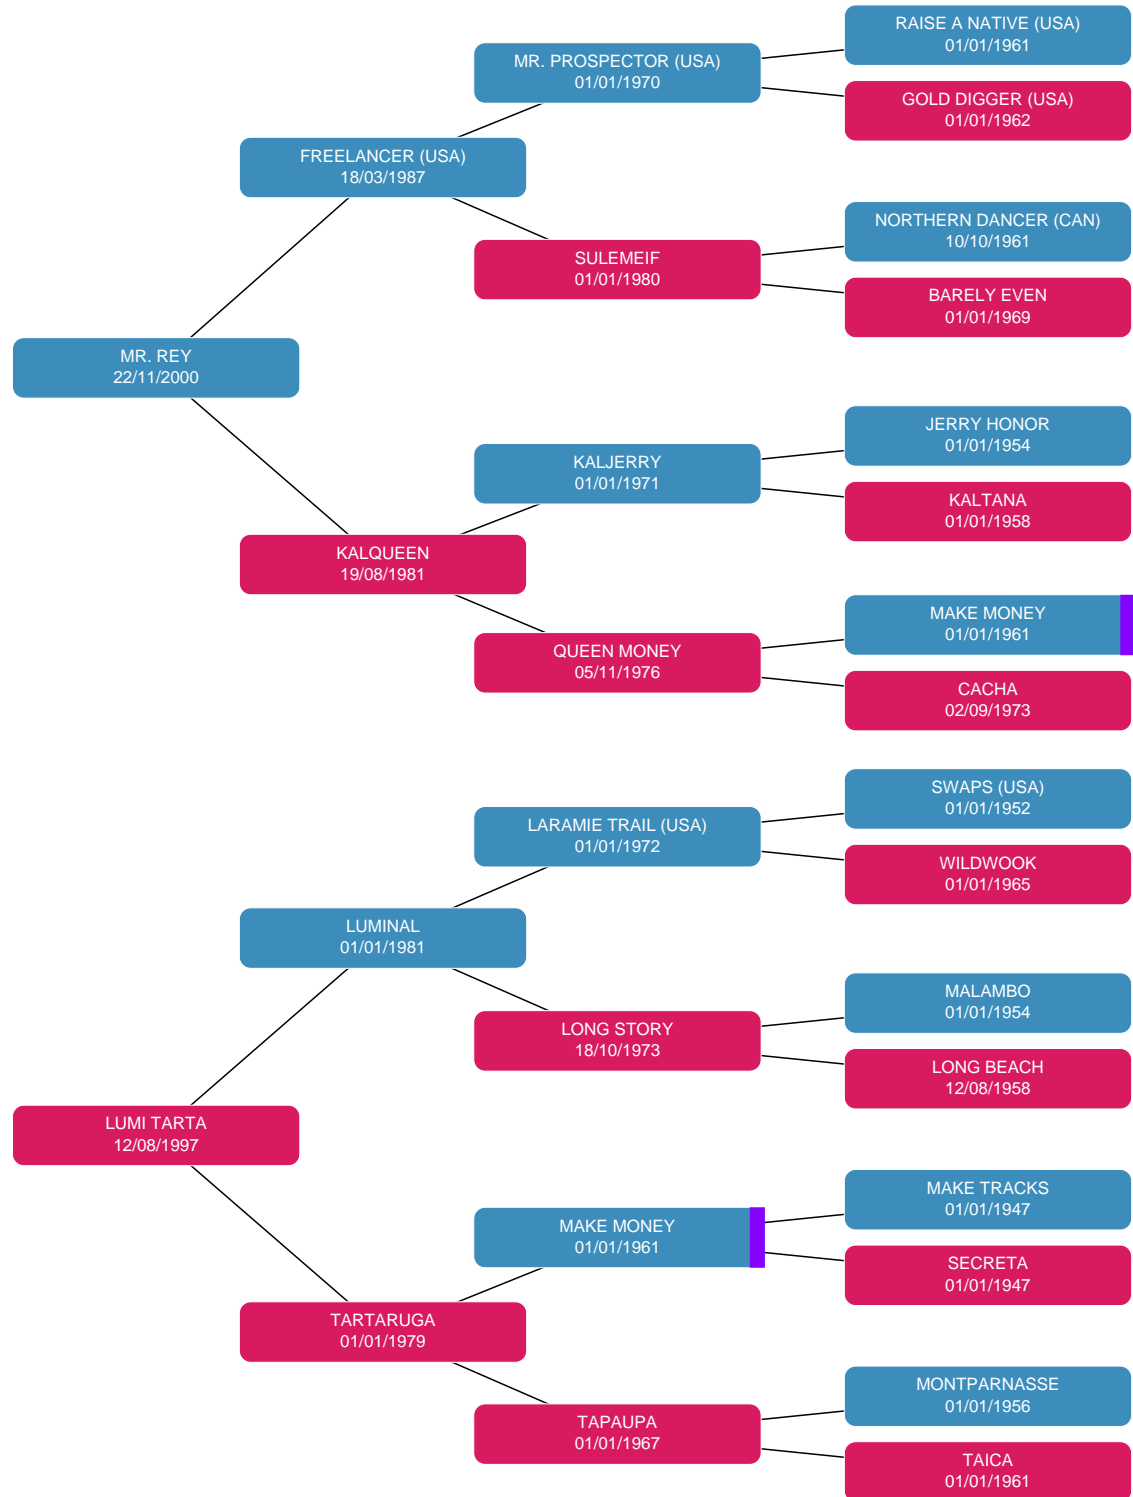 RAISE A NATIVE (USA)
01/01/1961
MR. PROSPECTOR (USA)
01/01/1970
GOLD DIGGER (USA)
01/01/1962
FREELANCER (USA)
18/03/1987
NORTHERN DANCER (CAN)
10/10/1961
SULEMEIF
01/01/1980
BARELY EVEN
01/01/1969
MR. REY
22/11/2000
JERRY HONOR
01/01/1954
KALJERRY
01/01/1971
KALTANA
01/01/1958
KALQUEEN
19/08/1981
MAKE MONEY
01/01/1961
QUEEN MONEY
05/11/1976
CACHA
02/09/1973
SWAPS (USA)
01/01/1952
LARAMIE TRAIL (USA)
01/01/1972
WILDWOOK
01/01/1965
LUMINAL
01/01/1981
MALAMBO
01/01/1954
LONG STORY
18/10/1973
LONG BEACH
12/08/1958
LUMI TARTA
12/08/1997
MAKE TRACKS
01/01/1947
MAKE MONEY
01/01/1961
SECRETA
01/01/1947
TARTARUGA
01/01/1979
MONTPARNASSE
01/01/1956
TAPAUPA
01/01/1967
TAICA
01/01/1961